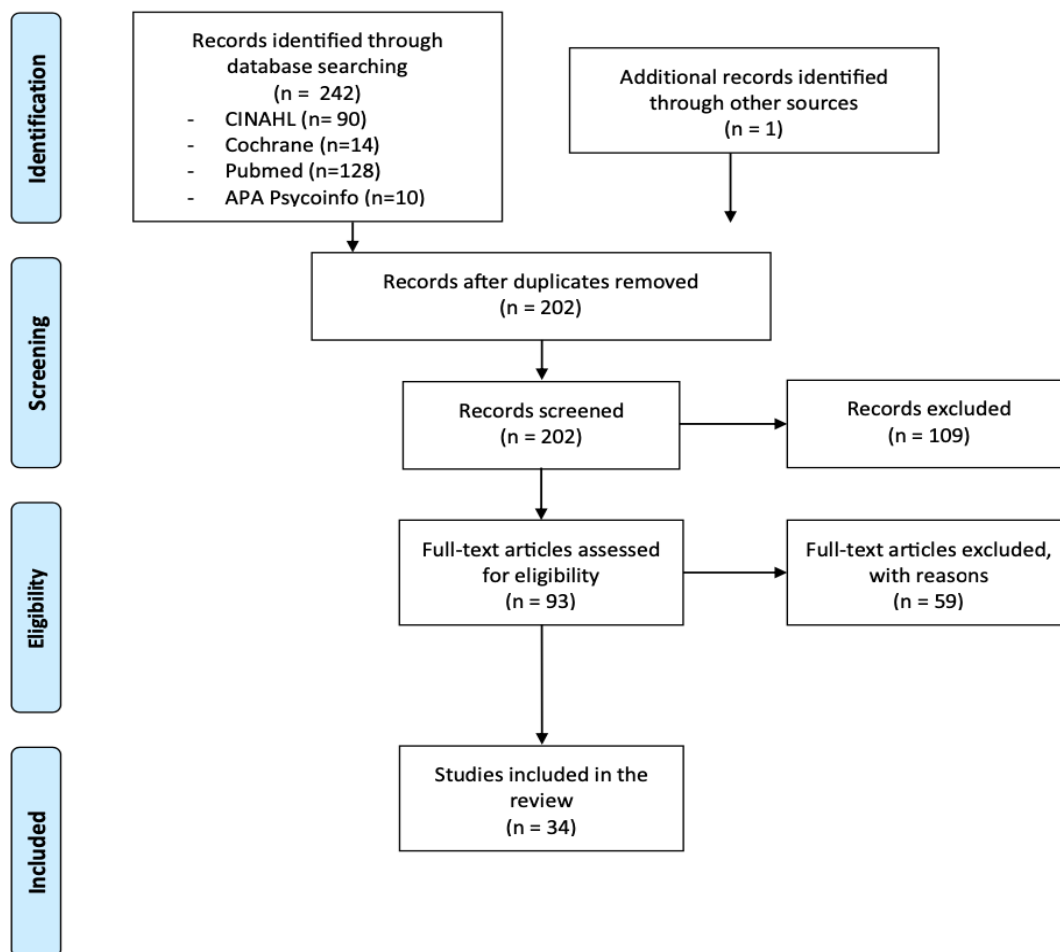 Identification
Records identified through
database searching
(n =  242)
- CINAHL (n= 90)
- Cochrane (n=14)
- Pubmed (n=128)
- APA Psycoinfo (n=10)
Additional records identified
through other sources
(n = 1)
Screening
Records after duplicates removed
(n = 202)
Records screened
(n = 202)
Records excluded
(n = 109)
Eligibility
Full-text articles assessed
for eligibility
(n = 93)
Full-text articles excluded,
with reasons
(n = 59)
Included
Studies included in the
review
(n = 34)